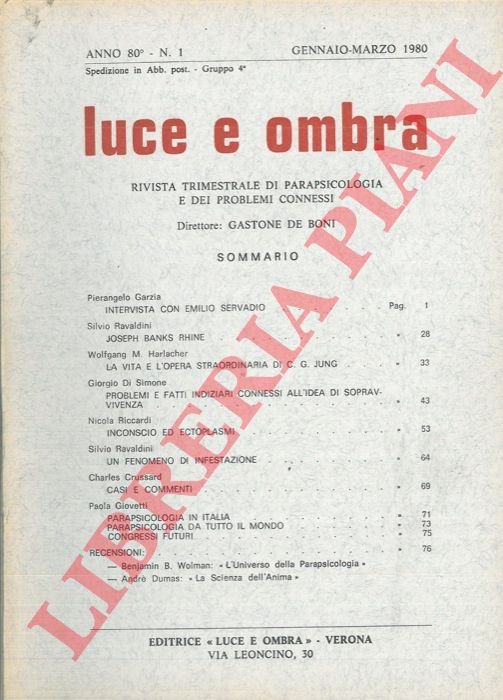 ANNO 80° - N. 1 GENNAIO-MARZO 1980
Spedizione in Abb. post. - Gruppo 4°
luce e ombra
RIVISTA TRIMESTRALE DI PARAPSICOLOGIA
E DEI PROBLEMI CONNESSI
Direttore: GASTONE DE BONI
SOMMARIO
Pierangelo Garzia
INTERVISTA CON EMILIO SERVADIO . . . . . . Pag. 1
Silvio Ravaldini
JOSEPH BANKS RHINE . . . . . . » 28
Wolfgang M. Harlacher
LA VITA E L'OPERA STRAORDINARIA DI C. G. JUNG . » 33
Giorgio Di Simone
PROBLEMI E FATTI INDIZIARI CONNESSI ALL'IDEA DI SOPRAV-
VIVENZA . . . . . . » 43
Nicola Riccardi
INCONSCIO ED ECTOPLASMI . . . . . . » 53
Silvio Ravaldini
UN FENOMENO DI INFESTAZIONE . . . . . . » 64
Charles Crussard
CASI E COMMENTI . . . . . . » 69
Paola Giovetti
PARAPSICOLOGIA IN ITALIA . . . . . . » 71
PARAPSICOLOGIA DA TUTTO IL MONDO . . . . . . » 73
CONGRESSI FUTURI . . . . . . » 75
RECENSIONI: . . . . . . » 76
— Benjamin B. Wolman: « L'Universo della Parapsicologia »
— Andrè Dumas: « La Scienza dell'Anima »
EDITRICE « LUCE E OMBRA » - VERONA
VIA LEONCINO, 30
LIBRERIA PIANI